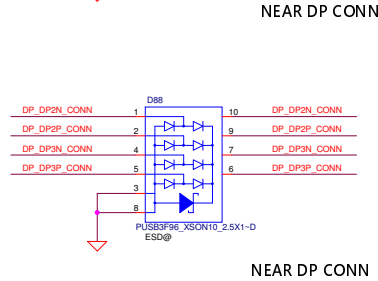 NEAR DP CONN
D88
DP_DP2N_CONN 1 10 DP_DP2N_CONN
DP_DP2P_CONN 2 9 DP_DP2P_CONN
DP_DP3N_CONN 4 7 DP_DP3N_CONN
DP_DP3P_CONN 5 6 DP_DP3P_CONN
3
8
PUSB3F96_XSON10_2.5X1~D
ESD@
NEAR DP CONN